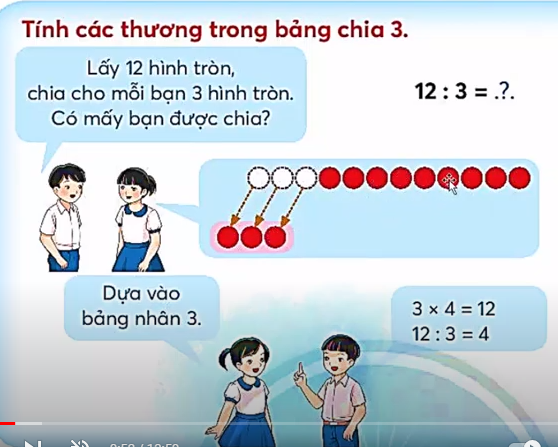 Tính các thương trong bảng chia 3.
Lấy 12 hình tròn,
chia cho mỗi bạn 3 hình tròn.
Có mấy bạn được chia?
12 : 3 = .?.
Dựa vào
bảng nhân 3.
3 × 4 = 12
12 : 3 = 4